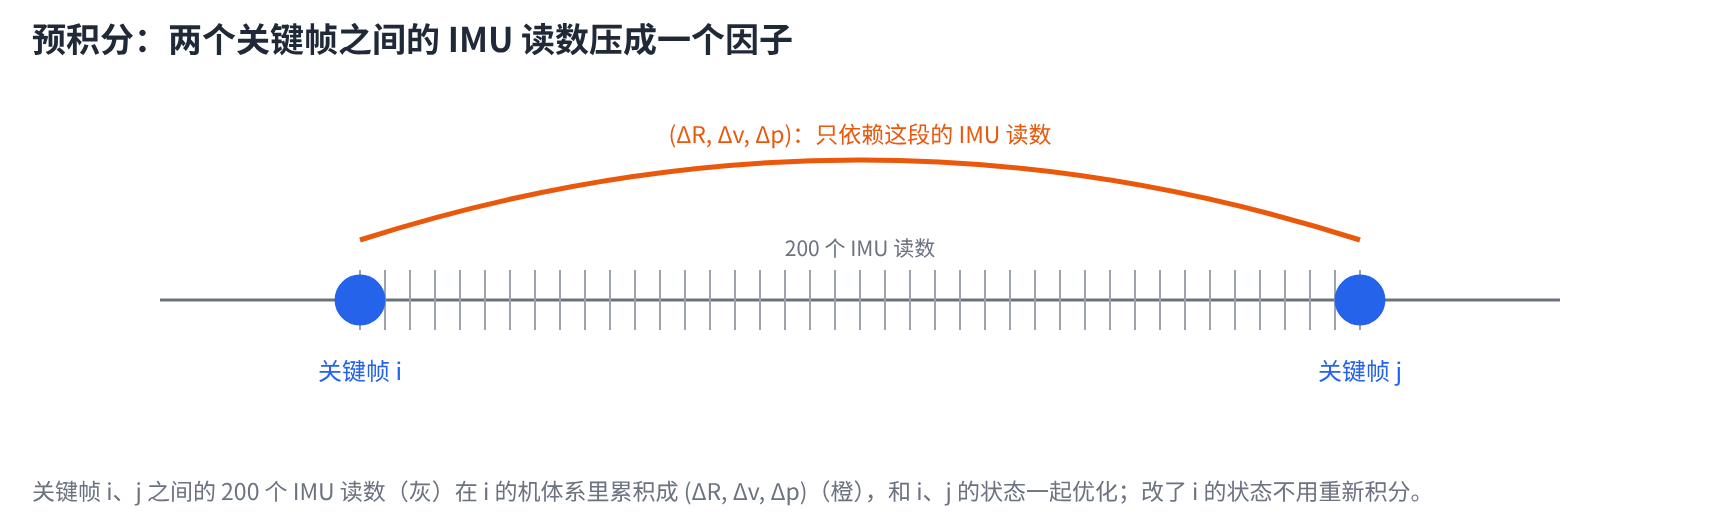 预积分：两个关键帧之间的 IMU 读数压成一个因子
(ΔR, Δv, Δp)：只依赖这段的 IMU 读数
200 个 IMU 读数
关键帧 i
关键帧 j
关键帧 i、j 之间的 200 个 IMU 读数（灰）在 i 的机体系里累积成 (ΔR, Δv, Δp)（橙），和 i、j 的状态一起优化；改了 i 的状态不用重新积分。